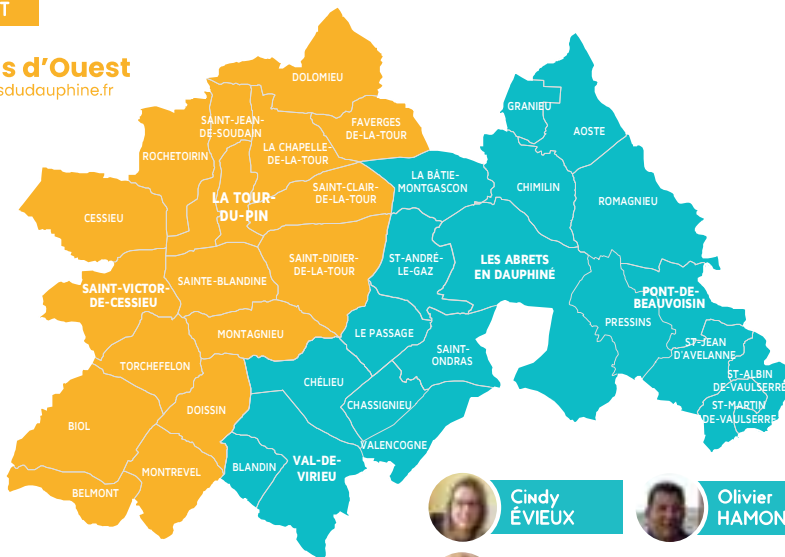 T
s d'Ouest
sdudauphine.fr
DOLOMIEU
SAINT-JEAN-
DE-SOUDAIN
FAVERGES
DE-LA-TOUR
ROCHETOIRIN
LA CHAPELLE-
DE-LA-TOUR
LA TOUR-
DU-PIN
SAINT-CLAIR-
DE-LA-TOUR
CESSIEU
SAINT-DIDIER-
DE-LA-TOUR
SAINT-VICTOR-
DE-CESSIEU
SAINTE-BLANDINE
MONTAGNIEU
TORCHEFELON
DOISSIN
BIOL
MONTREVEL
BELMONT
GRANIEU
AOSTE
LA BÂTIE-
MONTGASCON
CHIMILIN
ROMAGNIEU
ST-ANDRÉ-
LE-GAZ
LES ABRETS
EN DAUPHINÉ
PONT-DE-
BEAUVOISIN
PRESSINS
LE PASSAGE
SAINT-
ONDRAS
ST-JEAN
D'AVELANNE
ST-ALBIN
DE-VAULSERRE
ST-MARTIN
DE-VAULSERRE
CHÉLIEU
CHASSIGNIEU
VALENCOGNE
BLANDIN
VAL-DE-
VIRIEU
Cindy
ÉVIEUX
Olivier
HAMON